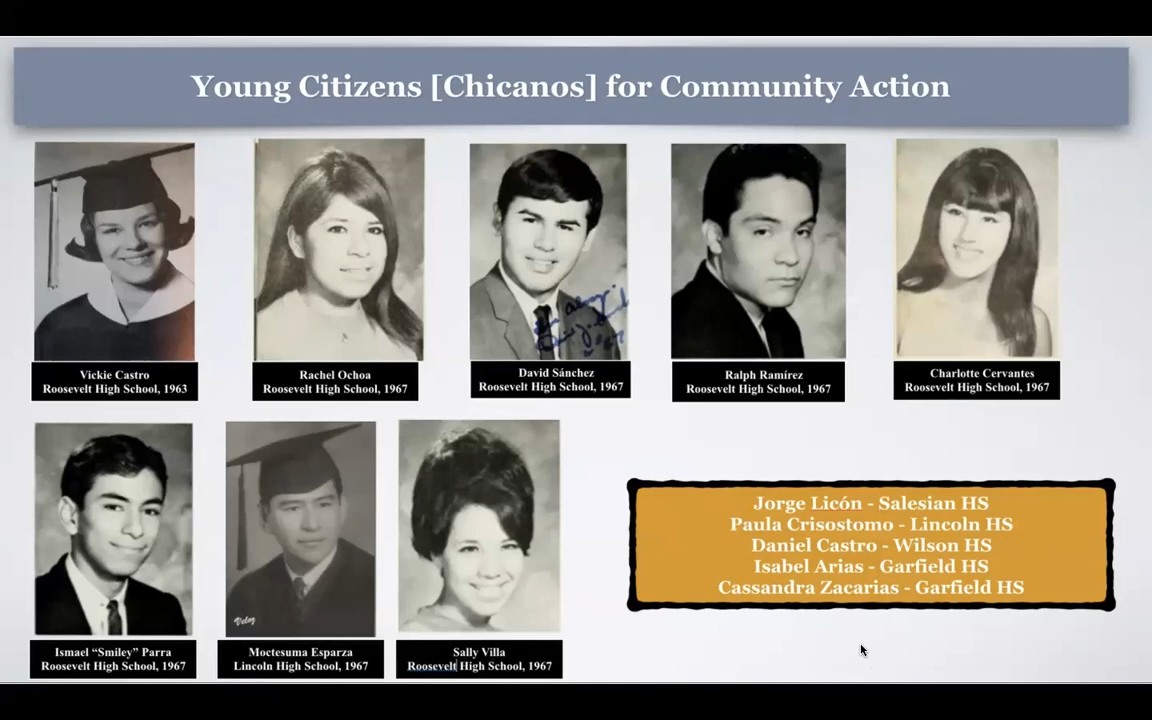 Young Citizens [Chicanos] for Community Action
Vickie Castro
Roosevelt High School, 1963
Rachel Ochoa
Roosevelt High School, 1967
David Sánchez
Roosevelt High School, 1967
Ralph Ramírez
Roosevelt High School, 1967
Charlotte Cervantes
Roosevelt High School, 1967
Ismael “Smiley” Parra
Roosevelt High School, 1967
Veloz
Moctesuma Esparza
Lincoln High School, 1967
Sally Villa
Roosevelt High School, 1967
Jorge Licón - Salesian HS
Paula Crisostomo - Lincoln HS
Daniel Castro - Wilson HS
Isabel Arias - Garfield HS
Cassandra Zacarias - Garfield HS